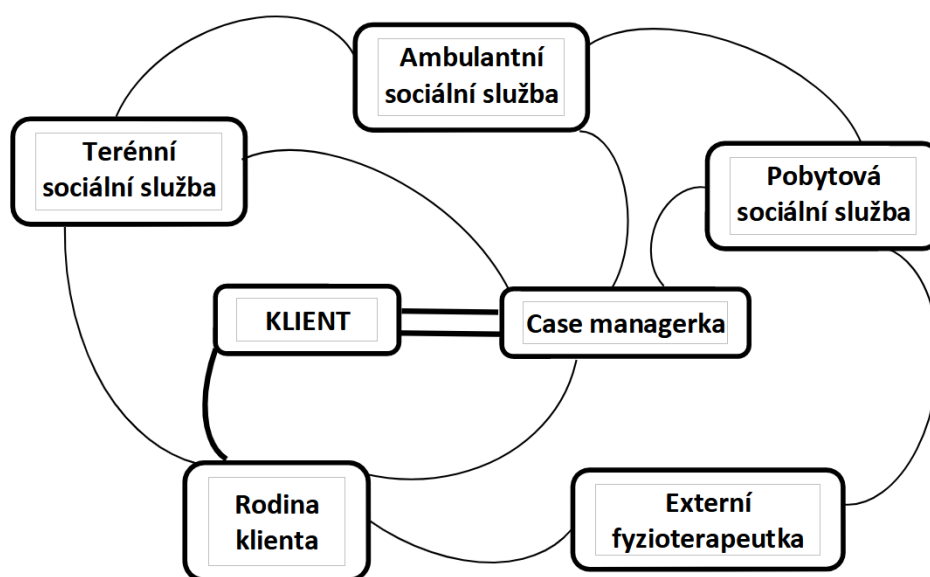 Ambulantní
sociální služba
Terénní
sociální služba
Pobytová
sociální služba
KLIENT
Case managerka
Rodina
klienta
Externí
fyzioterapeutka